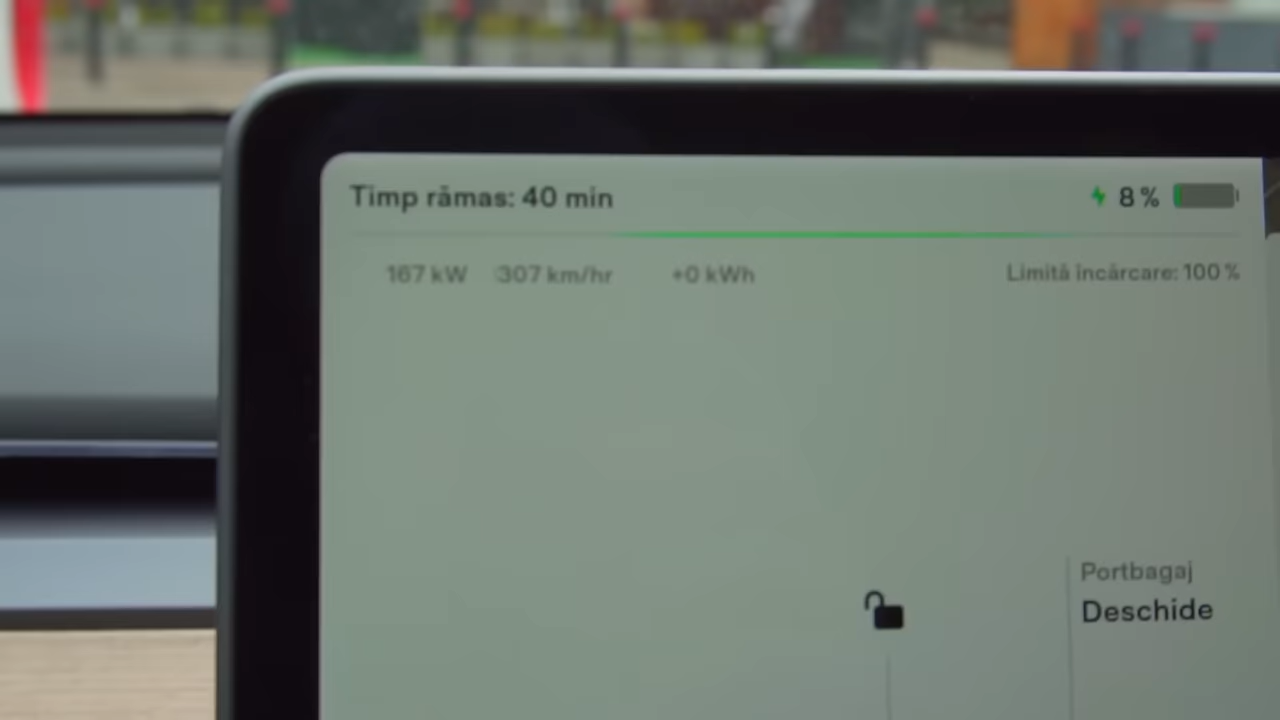 Timp rămas: 40 min
8 %
167 kW 307 km/hr +0 kWh
Limită încărcare: 100 %
Portbagaj
Deschide